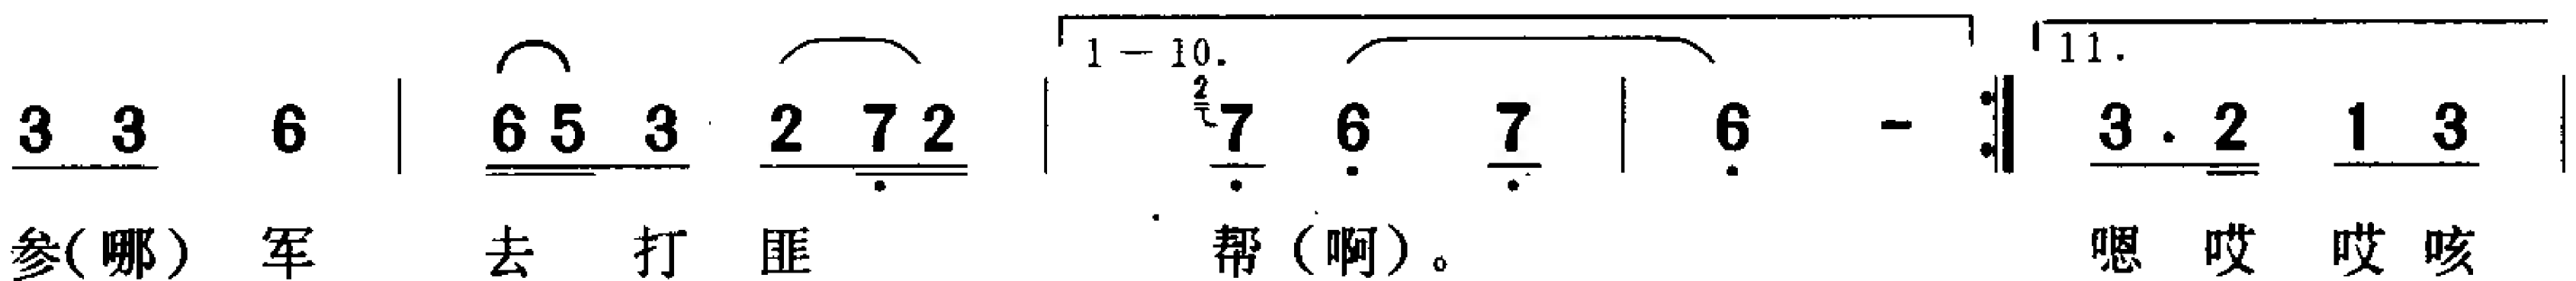 1－10. 11.
3 3 6 | 6 5 3 2 7 2 | 2 7 6 7 | 6 - :‖ 3 . 2 1 3 |
参(哪) 军 去 打 匪 帮(啊)。 嗯 哎 哎 咳